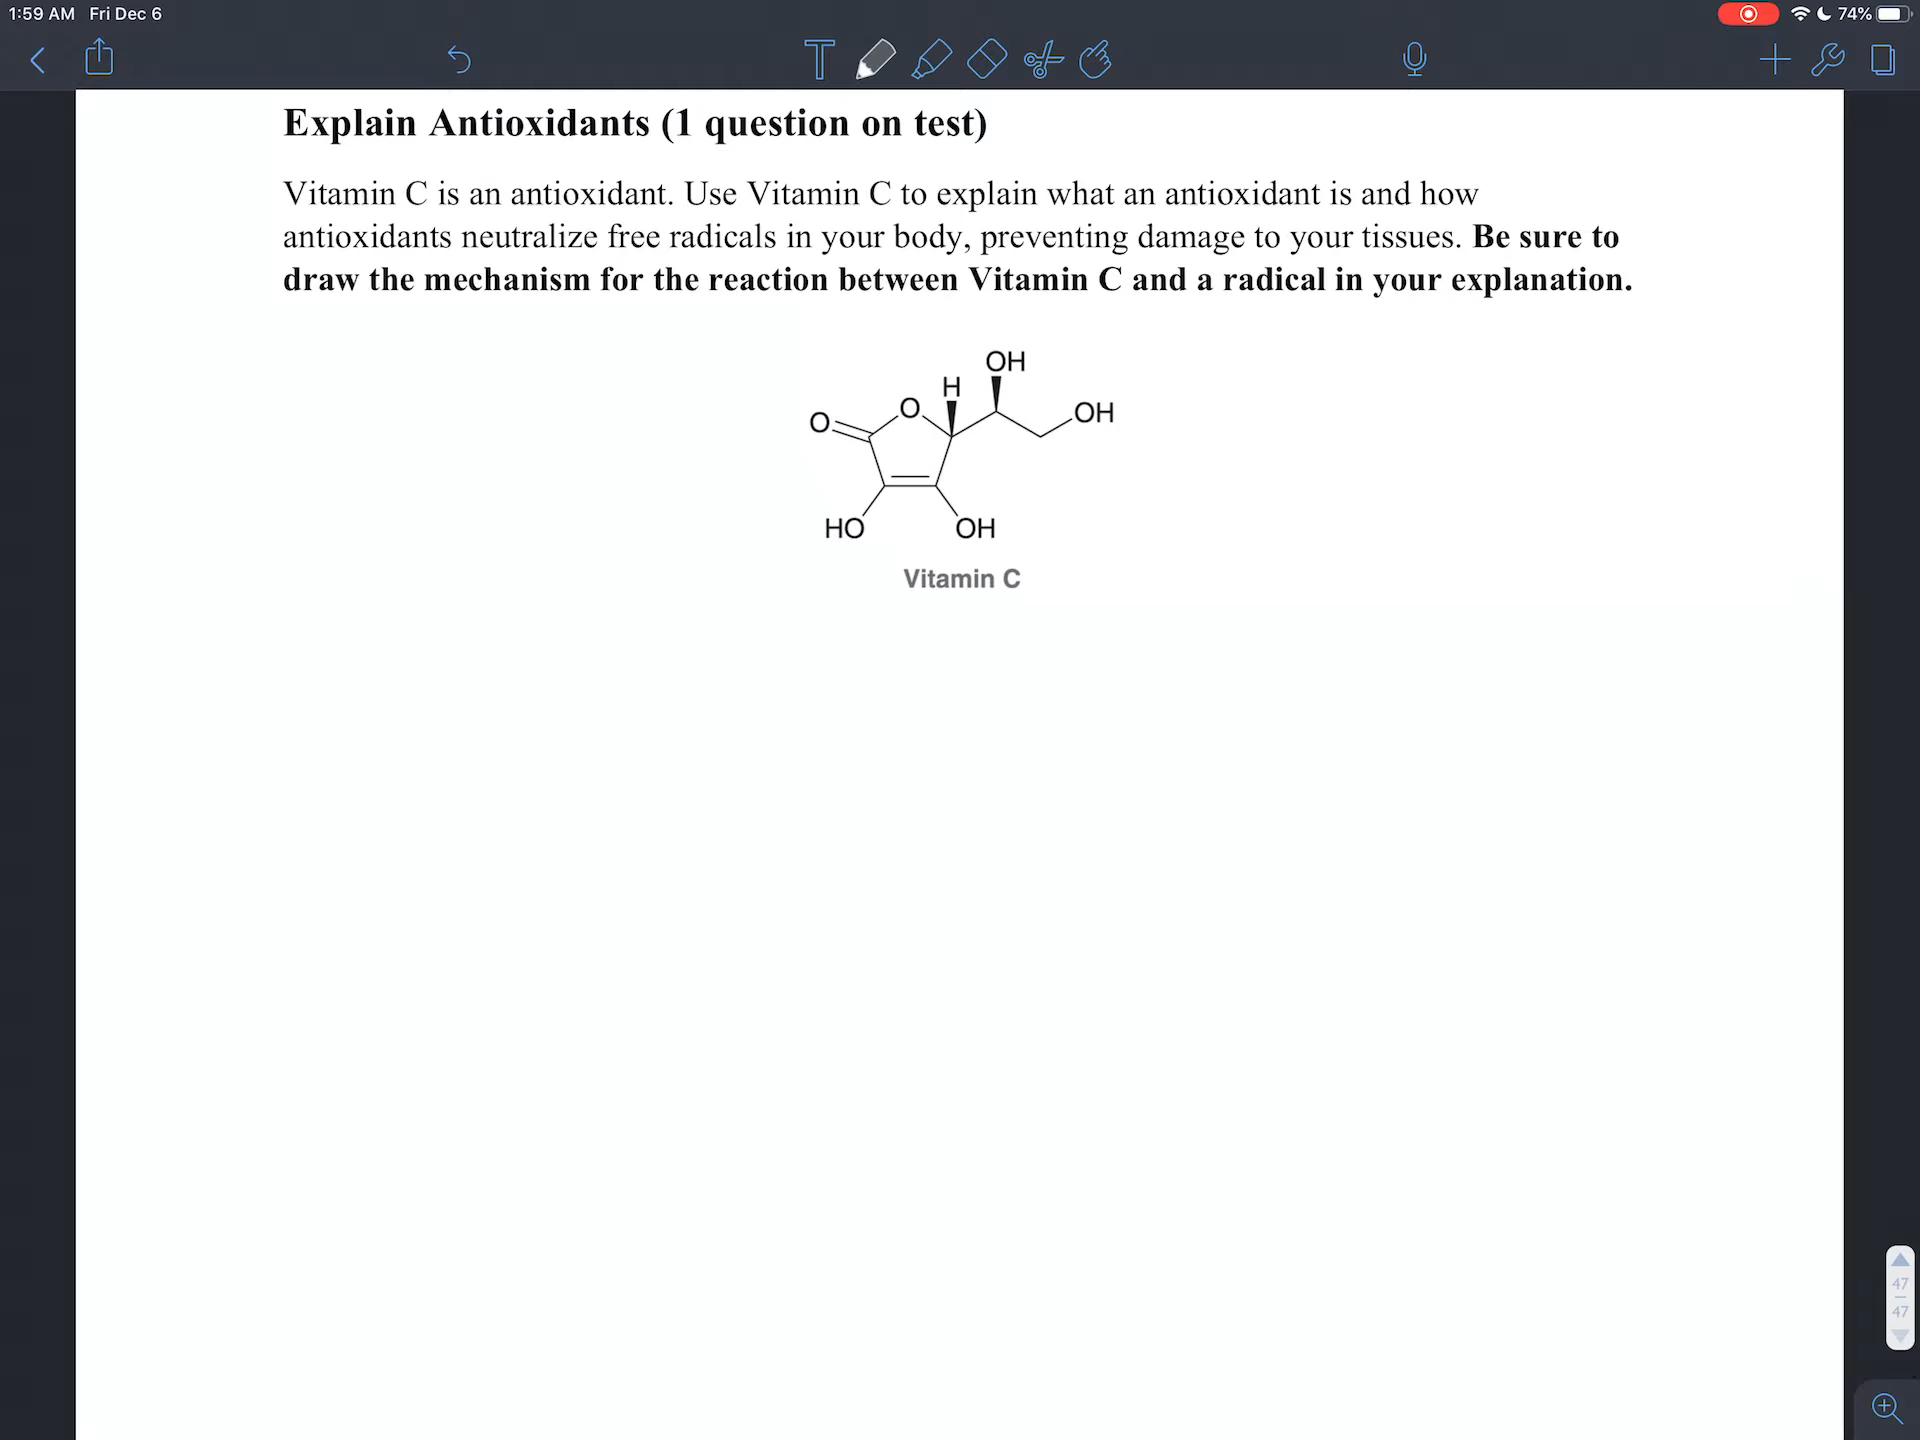 1:59 AM Fri Dec 6
74%
T
Explain Antioxidants (1 question on test)
Vitamin C is an antioxidant. Use Vitamin C to explain what an antioxidant is and how
antioxidants neutralize free radicals in your body, preventing damage to your tissues. Be sure to
draw the mechanism for the reaction between Vitamin C and a radical in your explanation.
OH
H
O
O
OH
HO
OH
Vitamin C
47
47